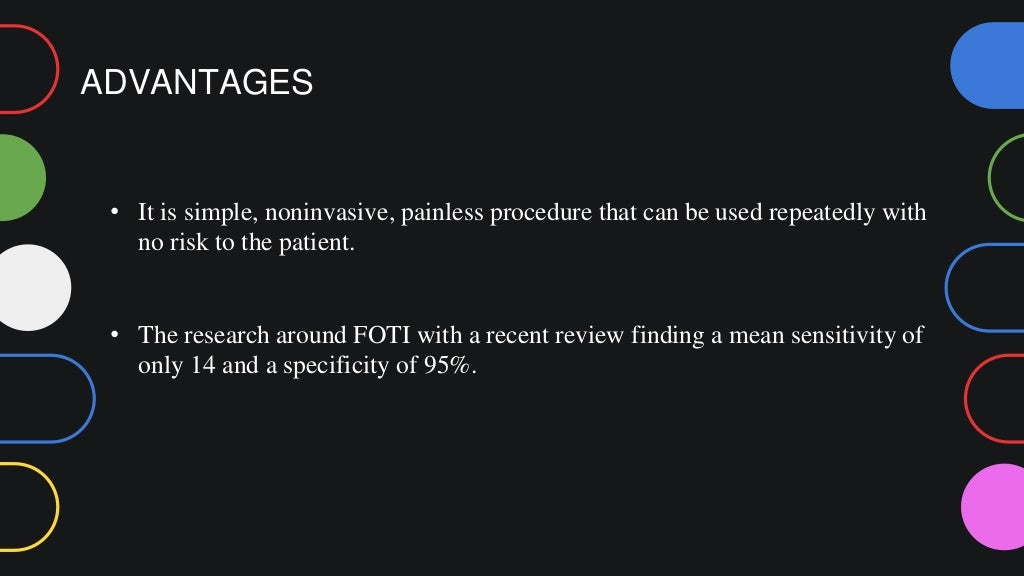 ADVANTAGES
• It is simple, noninvasive, painless procedure that can be used repeatedly with
no risk to the patient.
• The research around FOTI with a recent review finding a mean sensitivity of
only 14 and a specificity of 95%.